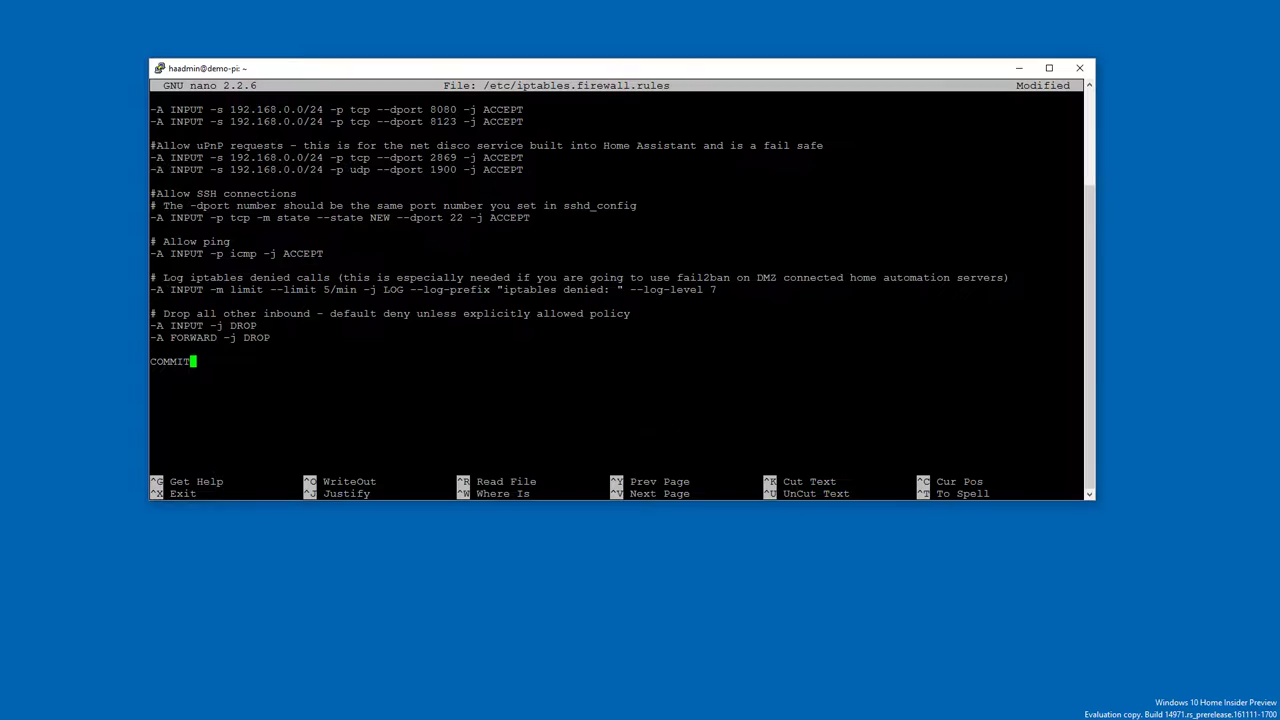 haadmin@demo-pi: ~
GNU nano 2.2.6 File: /etc/iptables.firewall.rules Modified
-A INPUT -s 192.168.0.0/24 -p tcp --dport 8080 -j ACCEPT
-A INPUT -s 192.168.0.0/24 -p tcp --dport 8123 -j ACCEPT
#Allow uPnP requests - this is for the net disco service built into Home Assistant and is a fail safe
-A INPUT -s 192.168.0.0/24 -p tcp --dport 2869 -j ACCEPT
-A INPUT -s 192.168.0.0/24 -p udp --dport 1900 -j ACCEPT
#Allow SSH connections
# The -dport number should be the same port number you set in sshd_config
-A INPUT -p tcp -m state --state NEW --dport 22 -j ACCEPT
# Allow ping
-A INPUT -p icmp -j ACCEPT
# Log iptables denied calls (this is especially needed if you are going to use fail2ban on DMZ connected home automation servers)
-A INPUT -m limit --limit 5/min -j LOG --log-prefix "iptables denied: " --log-level 7
# Drop all other inbound - default deny unless explicitly allowed policy
-A INPUT -j DROP
-A FORWARD -j DROP
COMMIT
^G Get Help ^O WriteOut ^R Read File ^Y Prev Page ^K Cut Text ^C Cur Pos
^X Exit ^J Justify ^W Where Is ^V Next Page ^U UnCut Text ^T To Spell
Windows 10 Home Insider Preview
Evaluation copy. Build 14971.rs_prerelease.161111-1700